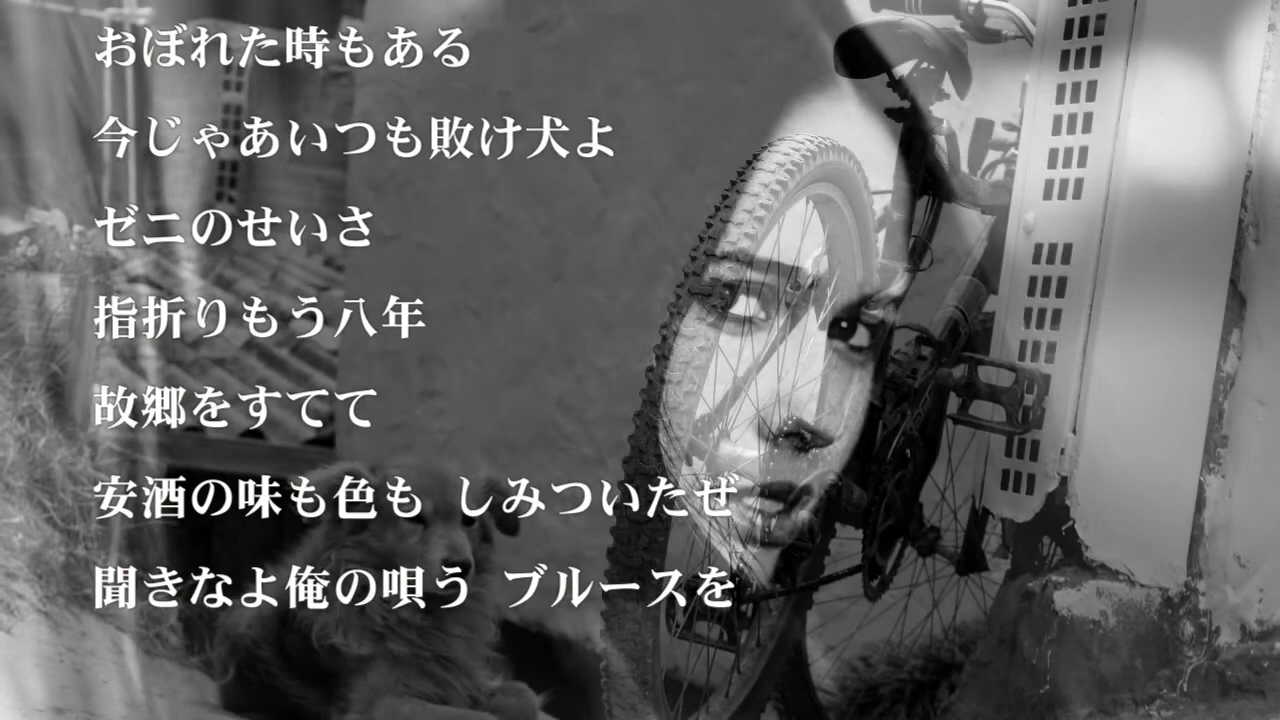 おぼれた時もある
今じゃあいつも敗け犬よ
ゼニのせいさ
指折りもう八年
故郷をすてて
安酒の味も色も しみついたぜ
聞きなよ俺の唄う ブルースを